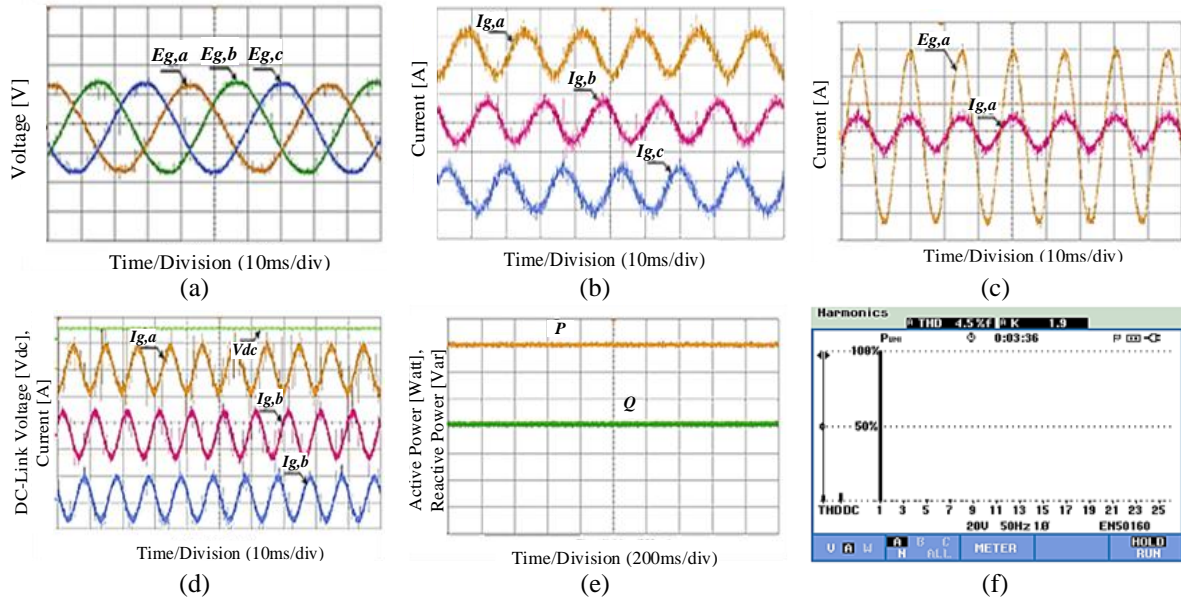 Voltage [V]
Eg,a Eg,b Eg,c
Time/Division (10ms/div)
(a)
Current [A]
Ig,a
Ig,b
Ig,c
Time/Division (10ms/div)
(b)
Current [A]
Eg,a
Ig,a
Time/Division (10ms/div)
(c)
DC-Link Voltage [Vdc],
Current [A]
Ig,a
Vdc
Ig,b
Ig,b
Time/Division (10ms/div)
(d)
Active Power [Watt],
Reactive Power [Var]
P
Q
Time/Division (200ms/div)
(e)
Harmonics
THD 4.5%f K 1.9
0:03:36
100%
50%
THDDC 1 3 5 7 9 11 13 15 17 19 21 23 25
20V 50Hz 1Ø EN50160
V A W A B C N ALL METER HOLD RUN
(f)